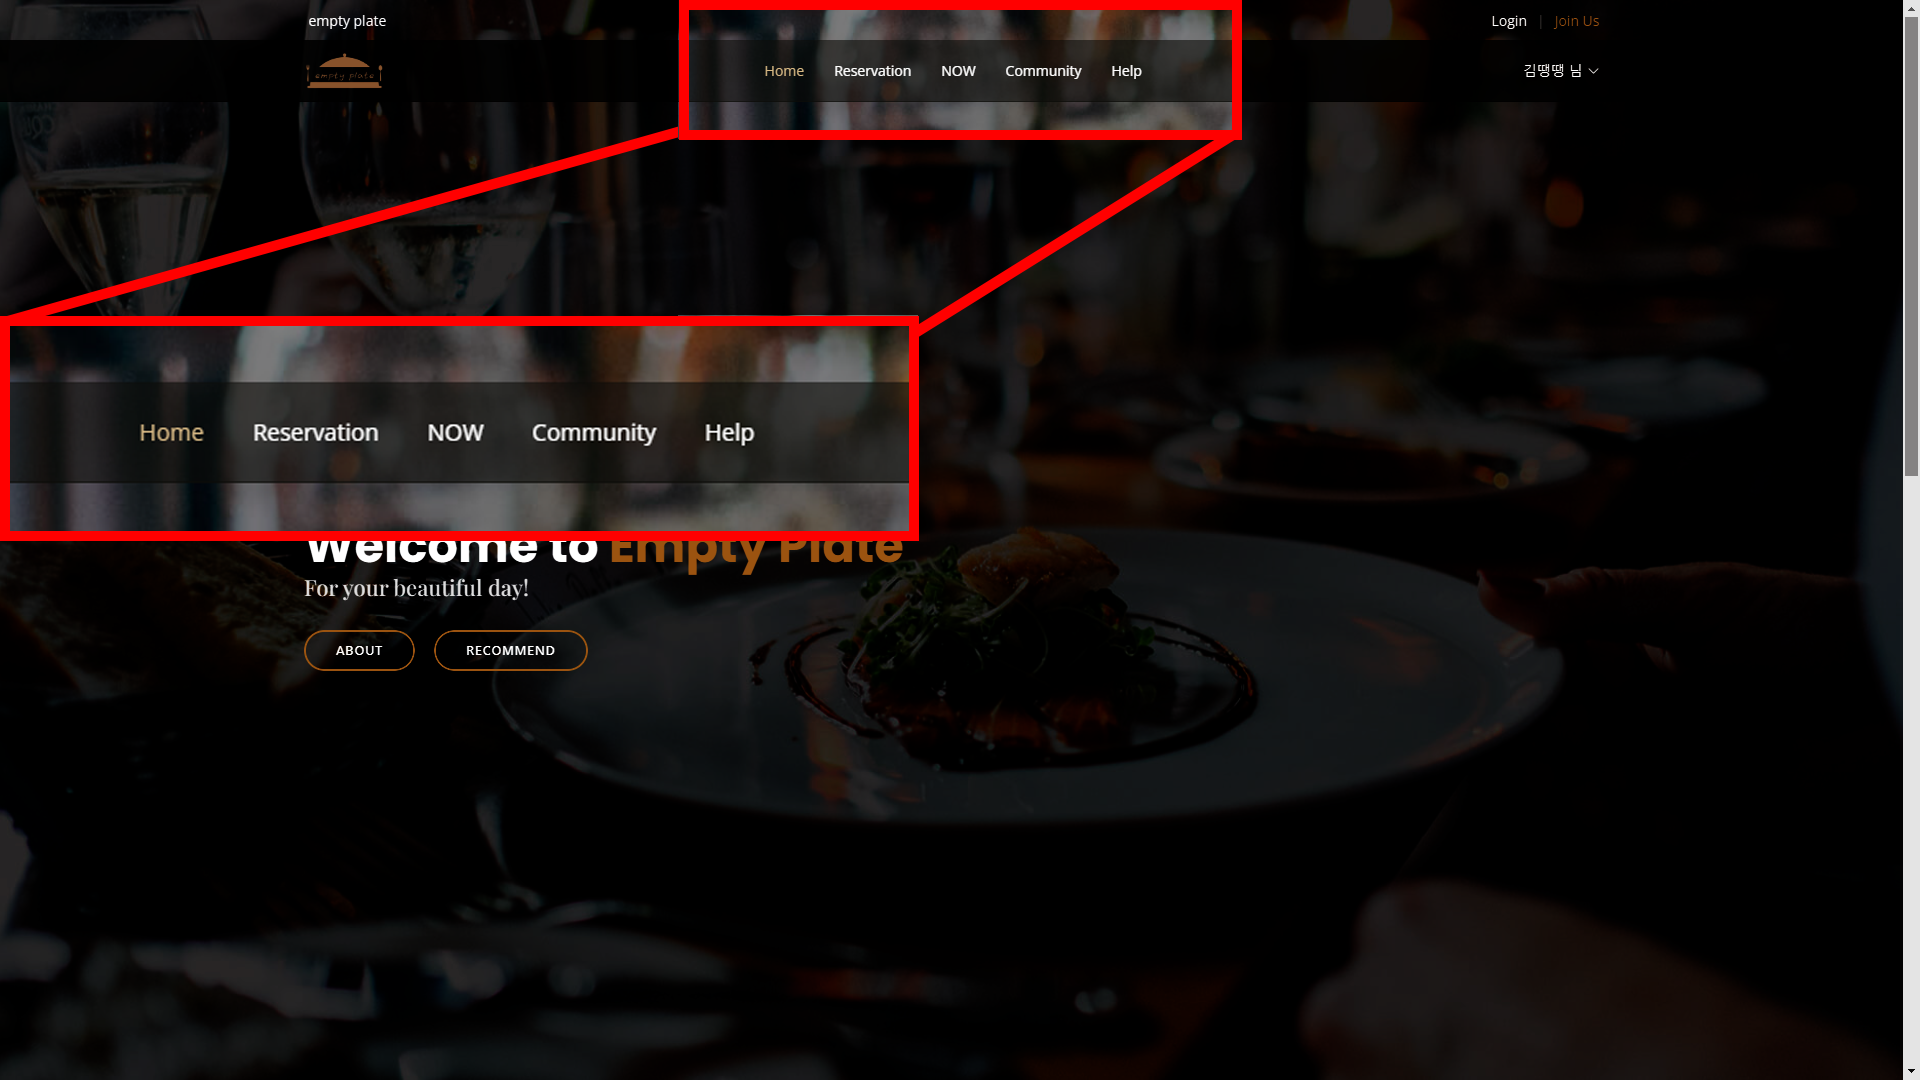 empty plate
Login | Join Us
empty plate
Home Reservation NOW Community Help
김땡땡 님
Home Reservation NOW Community Help
Welcome to Empty Plate
For your beautiful day!
ABOUT RECOMMEND